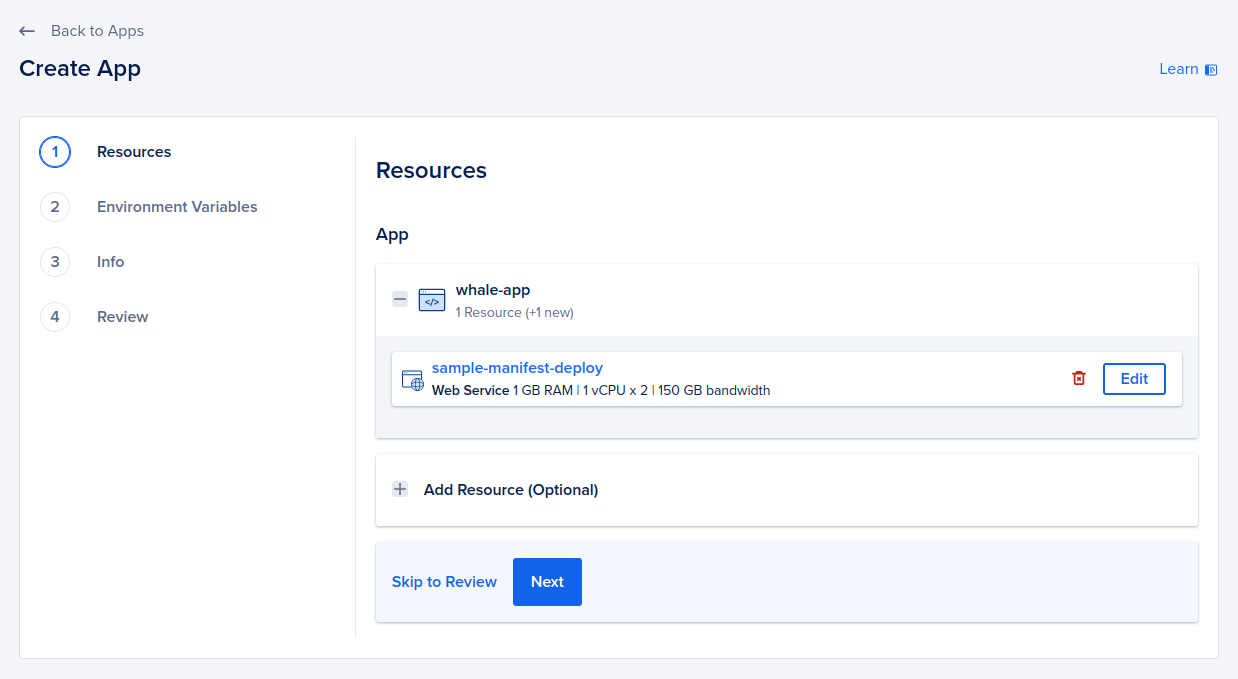 Back to Apps
Create App
Learn
1 Resources
2 Environment Variables
3 Info
4 Review
Resources
App
</>
whale-app
1 Resource (+1 new)
sample-manifest-deploy
Web Service 1 GB RAM | 1 vCPU x 2 | 150 GB bandwidth
Edit
Add Resource (Optional)
Skip to Review
Next